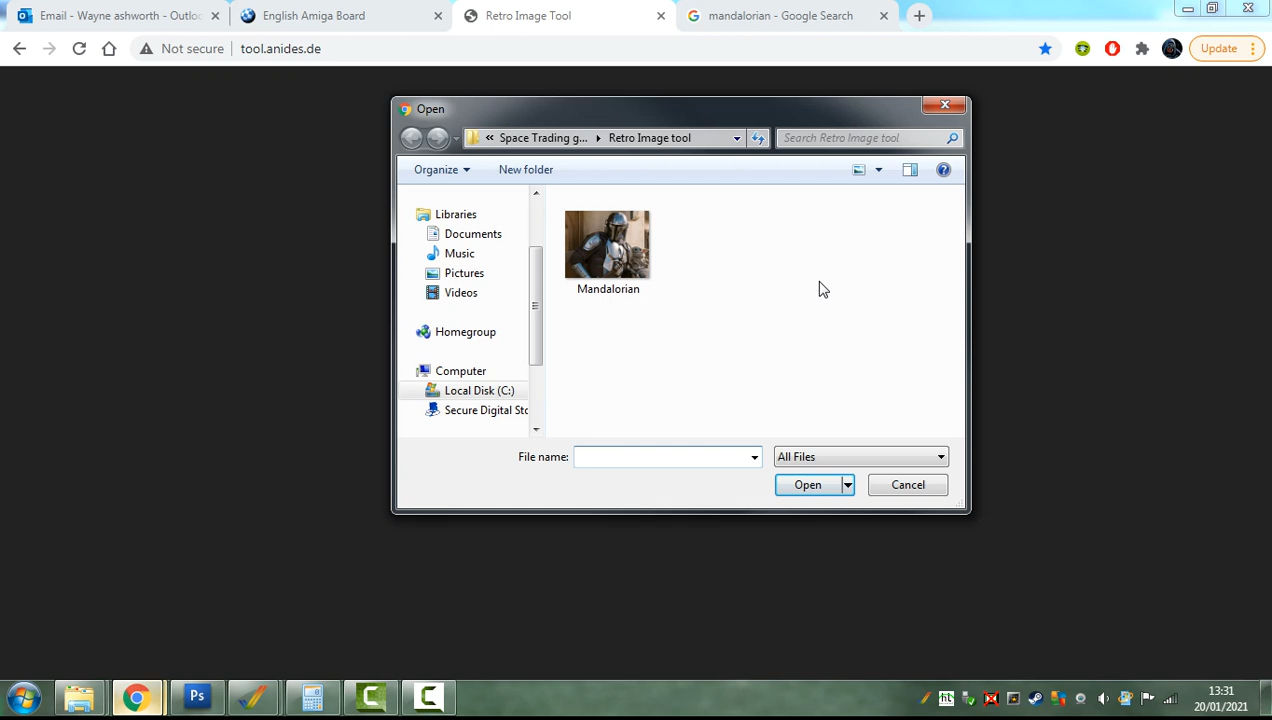 Email - Wayne ashworth - Outloo
English Amiga Board
Retro Image Tool
mandalorian - Google Search
Not secure
tool.anides.de
Update
Open
« Space Trading g...
Retro Image tool
Search Retro Image tool
Organize
New folder
Libraries
Documents
Music
Pictures
Videos
Homegroup
Computer
Local Disk (C:)
Secure Digital Sto
Mandalorian
File name:
All Files
Open
Cancel
Ps
13:31
20/01/2021